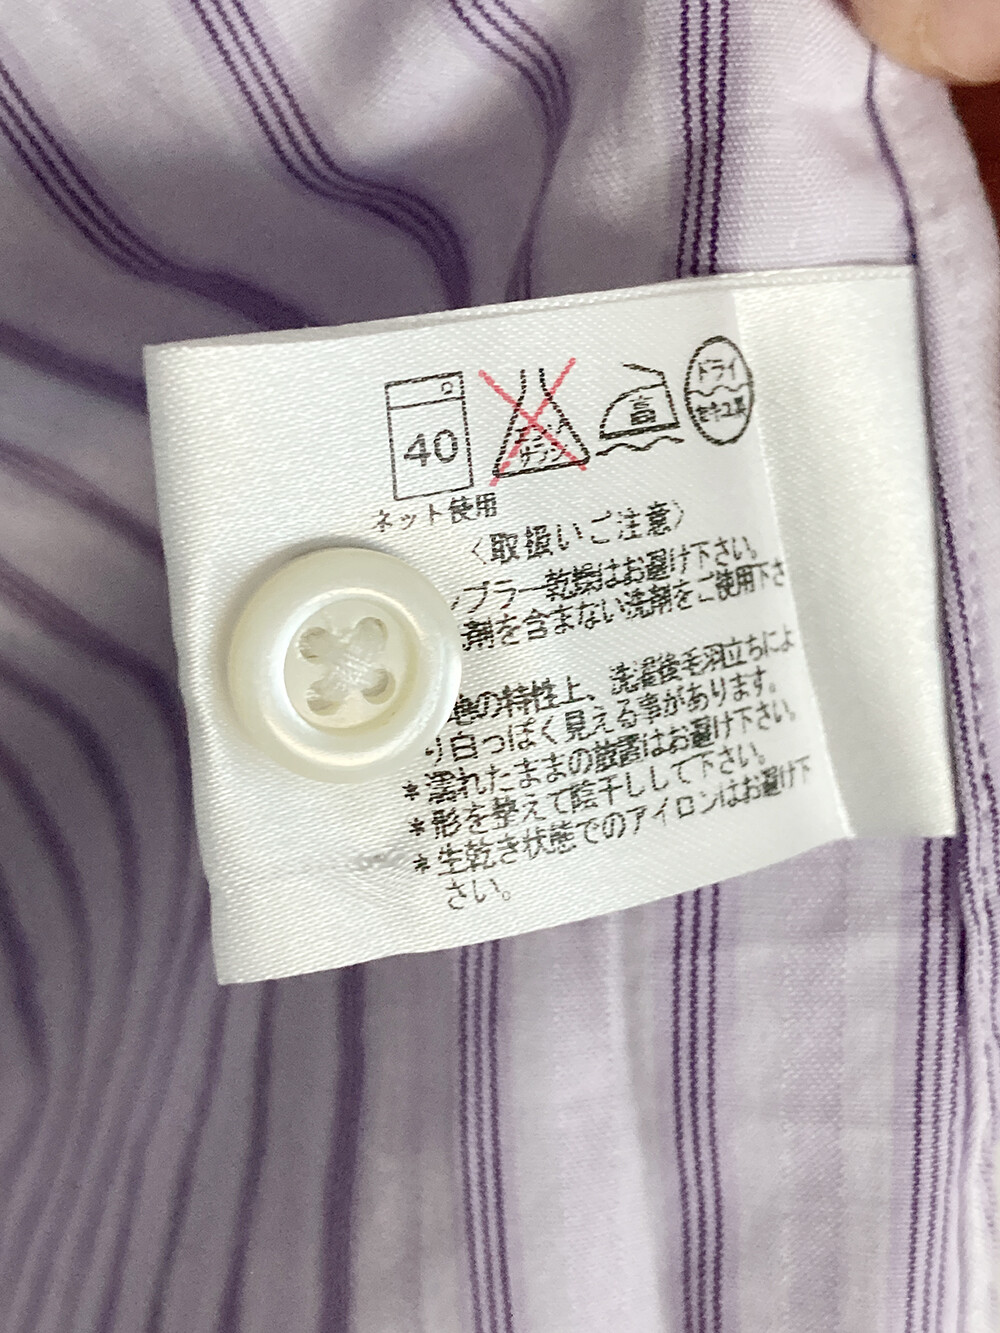 40
エンソ
サラシ
高
ドライ
セキユ系
ネット使用
〈取扱いご注意〉
ンブラー乾燥はお避け下さい。
剤を含まない洗剤をご使用下さ
の特性上、洗濯後毛羽立ちによ
り白っぽく見える事があります。
*濡れたままの放置はお避け下さい。
*形を整えて陰干しして下さい。
*生乾き状態でのアイロンはお避け下
さい。